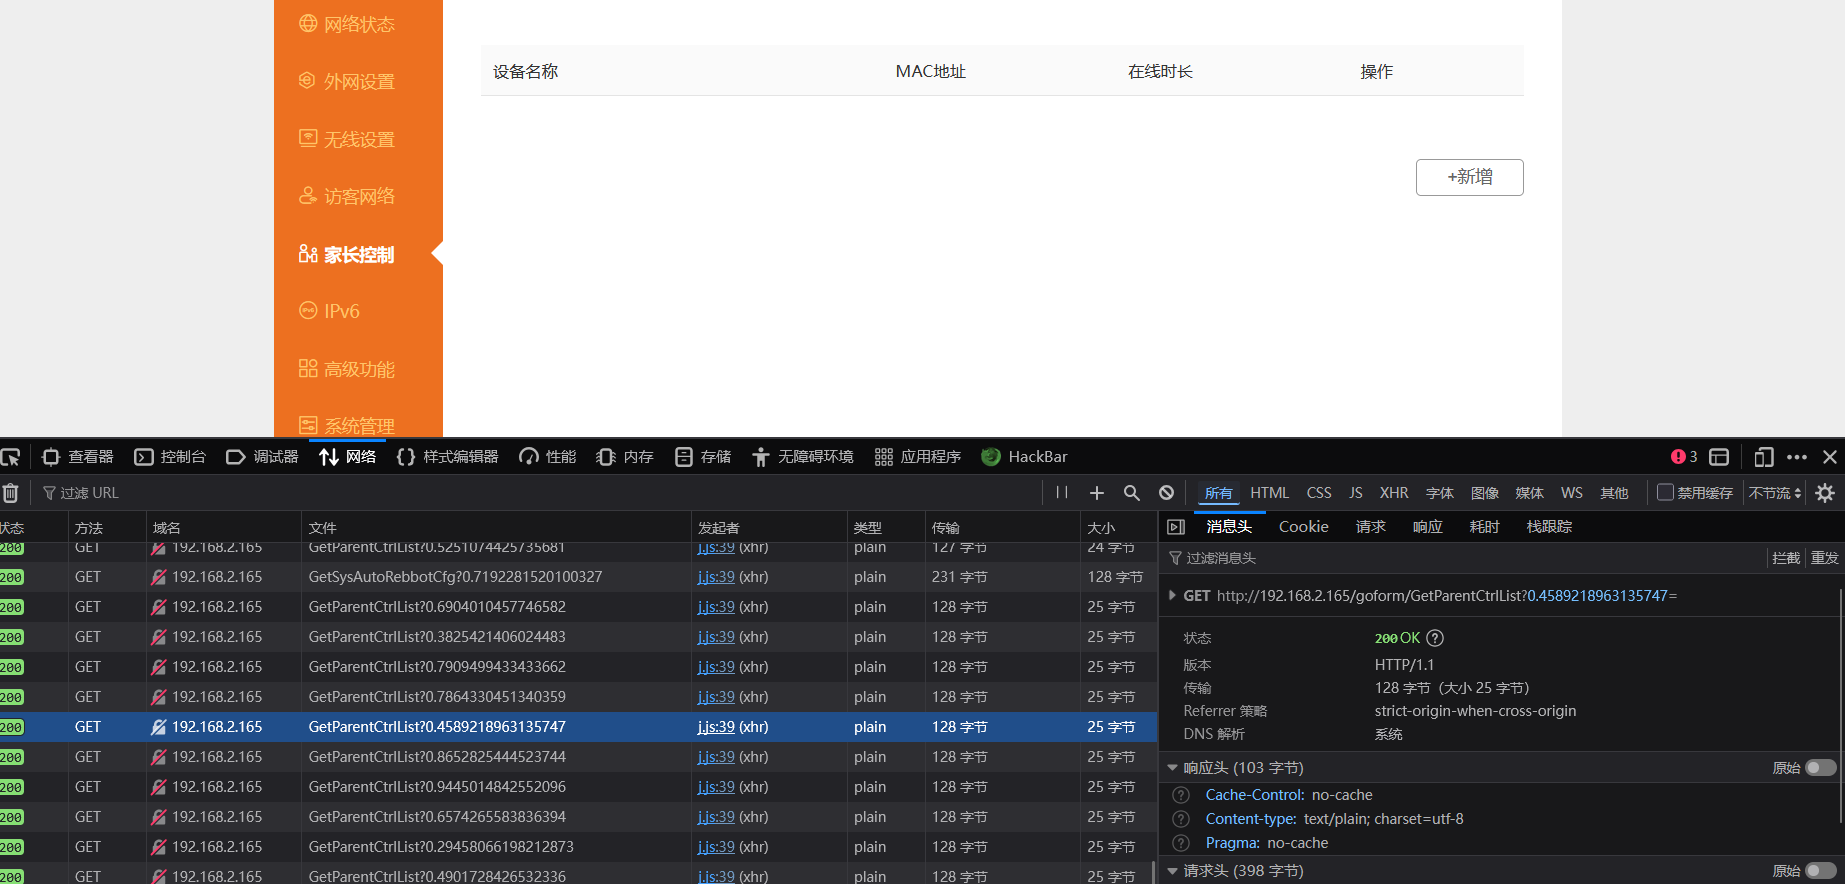 网络状态
外网设置
无线设置
访客网络
家长控制
IPv6
高级功能
系统管理
设备名称 MAC地址 在线时长 操作
+新增
查看器 控制台 调试器 网络 样式编辑器 性能 内存 存储 无障碍环境 应用程序 HackBar 3
过滤 URL 所有 HTML CSS JS XHR 字体 图像 媒体 WS 其他 禁用缓存 不节流
状态 方法 域名 文件 发起者 类型 传输 大小
200 GET 192.168.2.165 GetParentCtrlList?0.5251074425735681 j.js:39 (xhr) plain 127 字节 24 字节
200 GET 192.168.2.165 GetSysAutoRebbotCfg?0.7192281520100327 j.js:39 (xhr) plain 231 字节 128 字节
200 GET 192.168.2.165 GetParentCtrlList?0.6904010457746582 j.js:39 (xhr) plain 128 字节 25 字节
200 GET 192.168.2.165 GetParentCtrlList?0.3825421406024483 j.js:39 (xhr) plain 128 字节 25 字节
200 GET 192.168.2.165 GetParentCtrlList?0.7909499433433662 j.js:39 (xhr) plain 128 字节 25 字节
200 GET 192.168.2.165 GetParentCtrlList?0.7864330451340359 j.js:39 (xhr) plain 128 字节 25 字节
200 GET 192.168.2.165 GetParentCtrlList?0.4589218963135747 j.js:39 (xhr) plain 128 字节 25 字节
200 GET 192.168.2.165 GetParentCtrlList?0.8652825444523744 j.js:39 (xhr) plain 128 字节 25 字节
200 GET 192.168.2.165 GetParentCtrlList?0.9445014842552096 j.js:39 (xhr) plain 128 字节 25 字节
200 GET 192.168.2.165 GetParentCtrlList?0.6574265583836394 j.js:39 (xhr) plain 128 字节 25 字节
200 GET 192.168.2.165 GetParentCtrlList?0.29458066198212873 j.js:39 (xhr) plain 128 字节 25 字节
200 GET 192.168.2.165 GetParentCtrlList?0.4901728426532336 j.js:39 (xhr) plain 128 字节 25 字节
消息头 Cookie 请求 响应 耗时 栈跟踪
过滤消息头 拦截 重发
GET http://192.168.2.165/goform/GetParentCtrlList?0.4589218963135747=
状态 200 OK
版本 HTTP/1.1
传输 128 字节 (大小 25 字节)
Referrer 策略 strict-origin-when-cross-origin
DNS 解析 系统
响应头 (103 字节) 原始
Cache-Control: no-cache
Content-type: text/plain; charset=utf-8
Pragma: no-cache
请求头 (398 字节) 原始